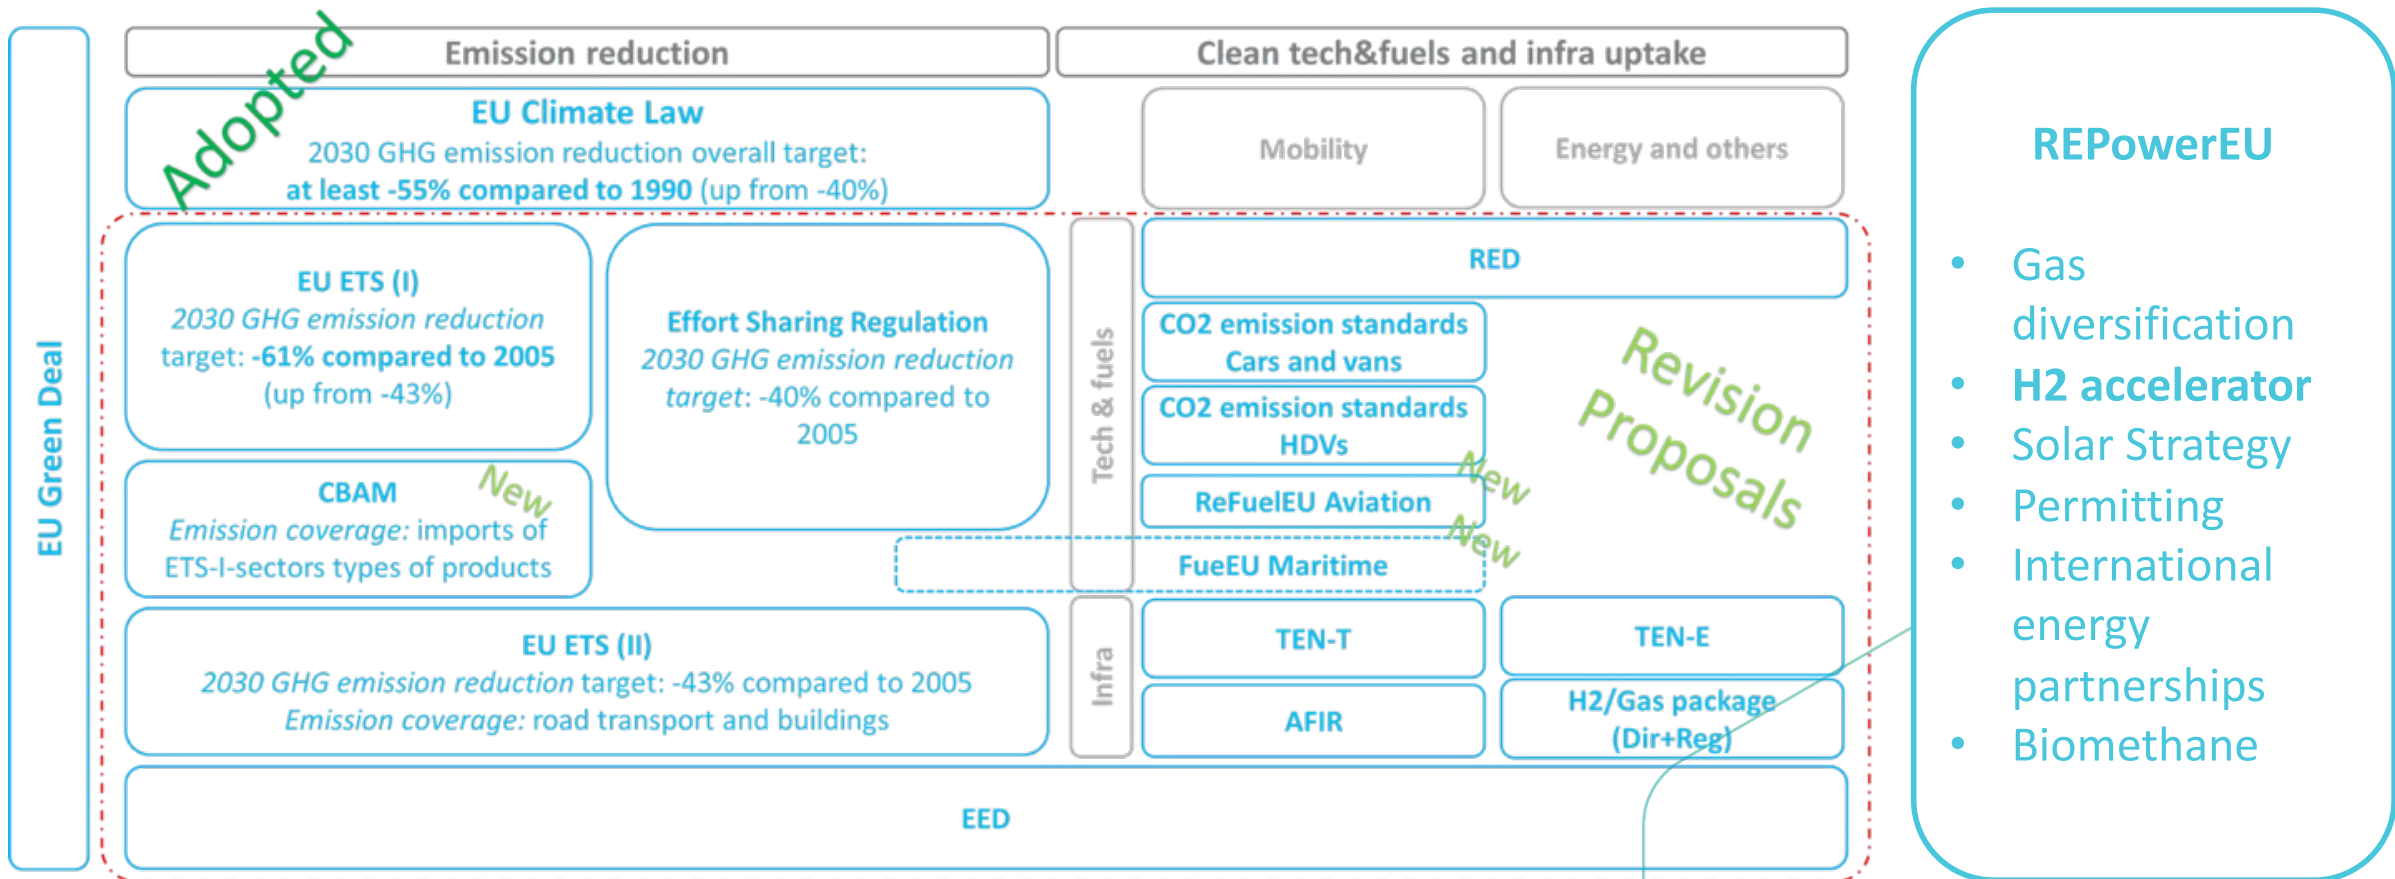 EU Green Deal
Emission reduction
Clean tech&fuels and infra uptake
Adopted
EU Climate Law
2030 GHG emission reduction overall target:
at least -55% compared to 1990 (up from -40%)
Mobility
Energy and others
EU ETS (I)
2030 GHG emission reduction
target: -61% compared to 2005
(up from -43%)
Effort Sharing Regulation
2030 GHG emission reduction
target: -40% compared to
2005
CBAM
New
Emission coverage: imports of
ETS-I-sectors types of products
EU ETS (II)
2030 GHG emission reduction target: -43% compared to 2005
Emission coverage: road transport and buildings
Tech & fuels
RED
CO2 emission standards
Cars and vans
CO2 emission standards
HDVs
New
ReFuelEU Aviation
New
FueEU Maritime
Revision
Proposals
Infra
TEN-T
TEN-E
AFIR
H2/Gas package
(Dir+Reg)
EED
REPowerEU
• Gas
diversification
• H2 accelerator
• Solar Strategy
• Permitting
• International
energy
partnerships
• Biomethane